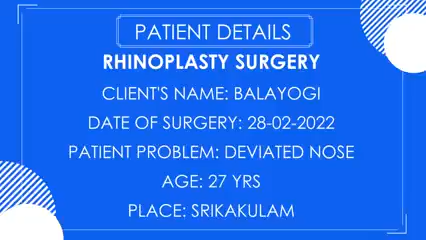 PATIENT DETAILS
RHINOPLASTY SURGERY
CLIENT'S NAME: BALAYOGI
DATE OF SURGERY: 28-02-2022
PATIENT PROBLEM: DEVIATED NOSE
AGE: 27 YRS
PLACE: SRIKAKULAM